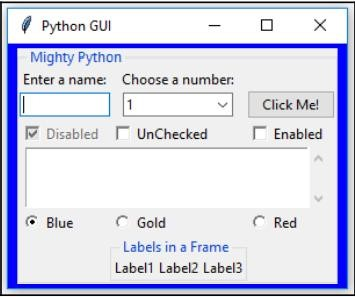 Python GUI
Mighty Python
Enter a name: Choose a number:
1 Click Me!
Disabled UnChecked Enabled
Blue Gold Red
Labels in a Frame
Label1 Label2 Label3